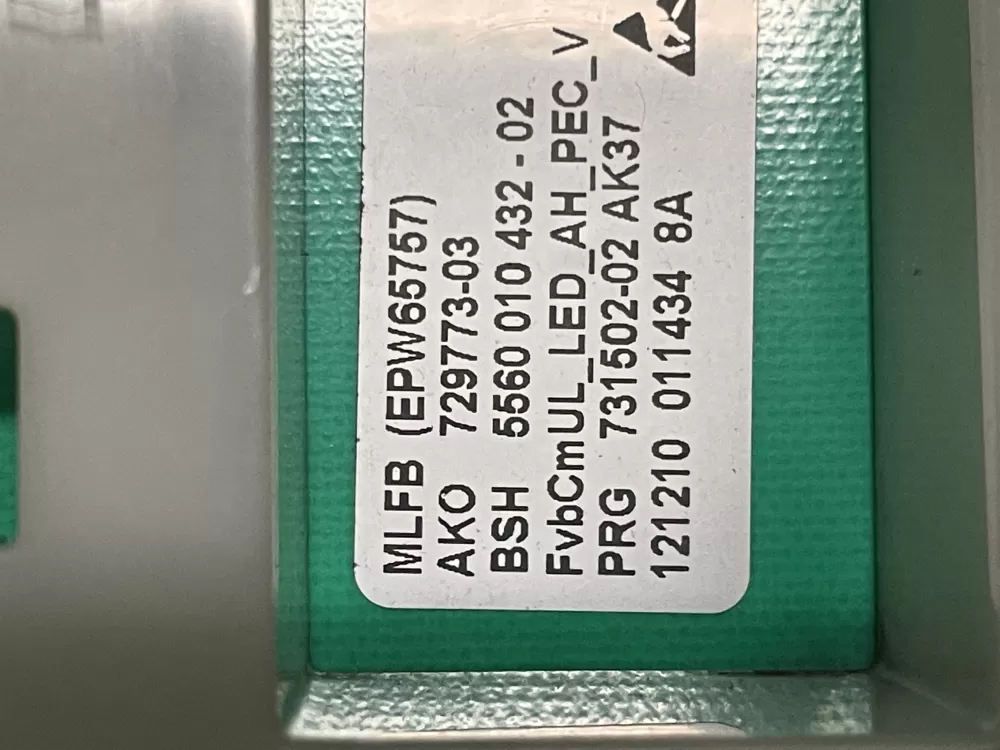 MLFB (EPW65757)
AKO 729773-03
BSH 5560 010 432 - 02
FvbCmUL_LED_AH_PEC_V
PRG 731502-02 AK37
121210 011434 8A